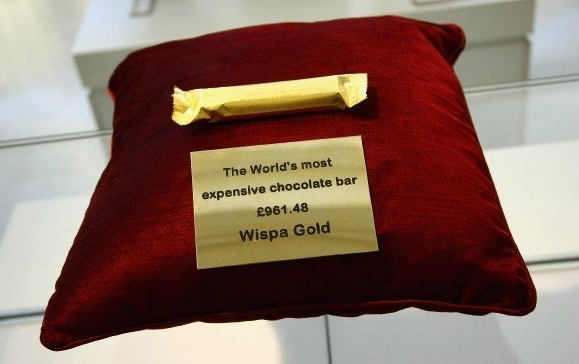 The World's most
expensive chocolate bar
£961.48
Wispa Gold